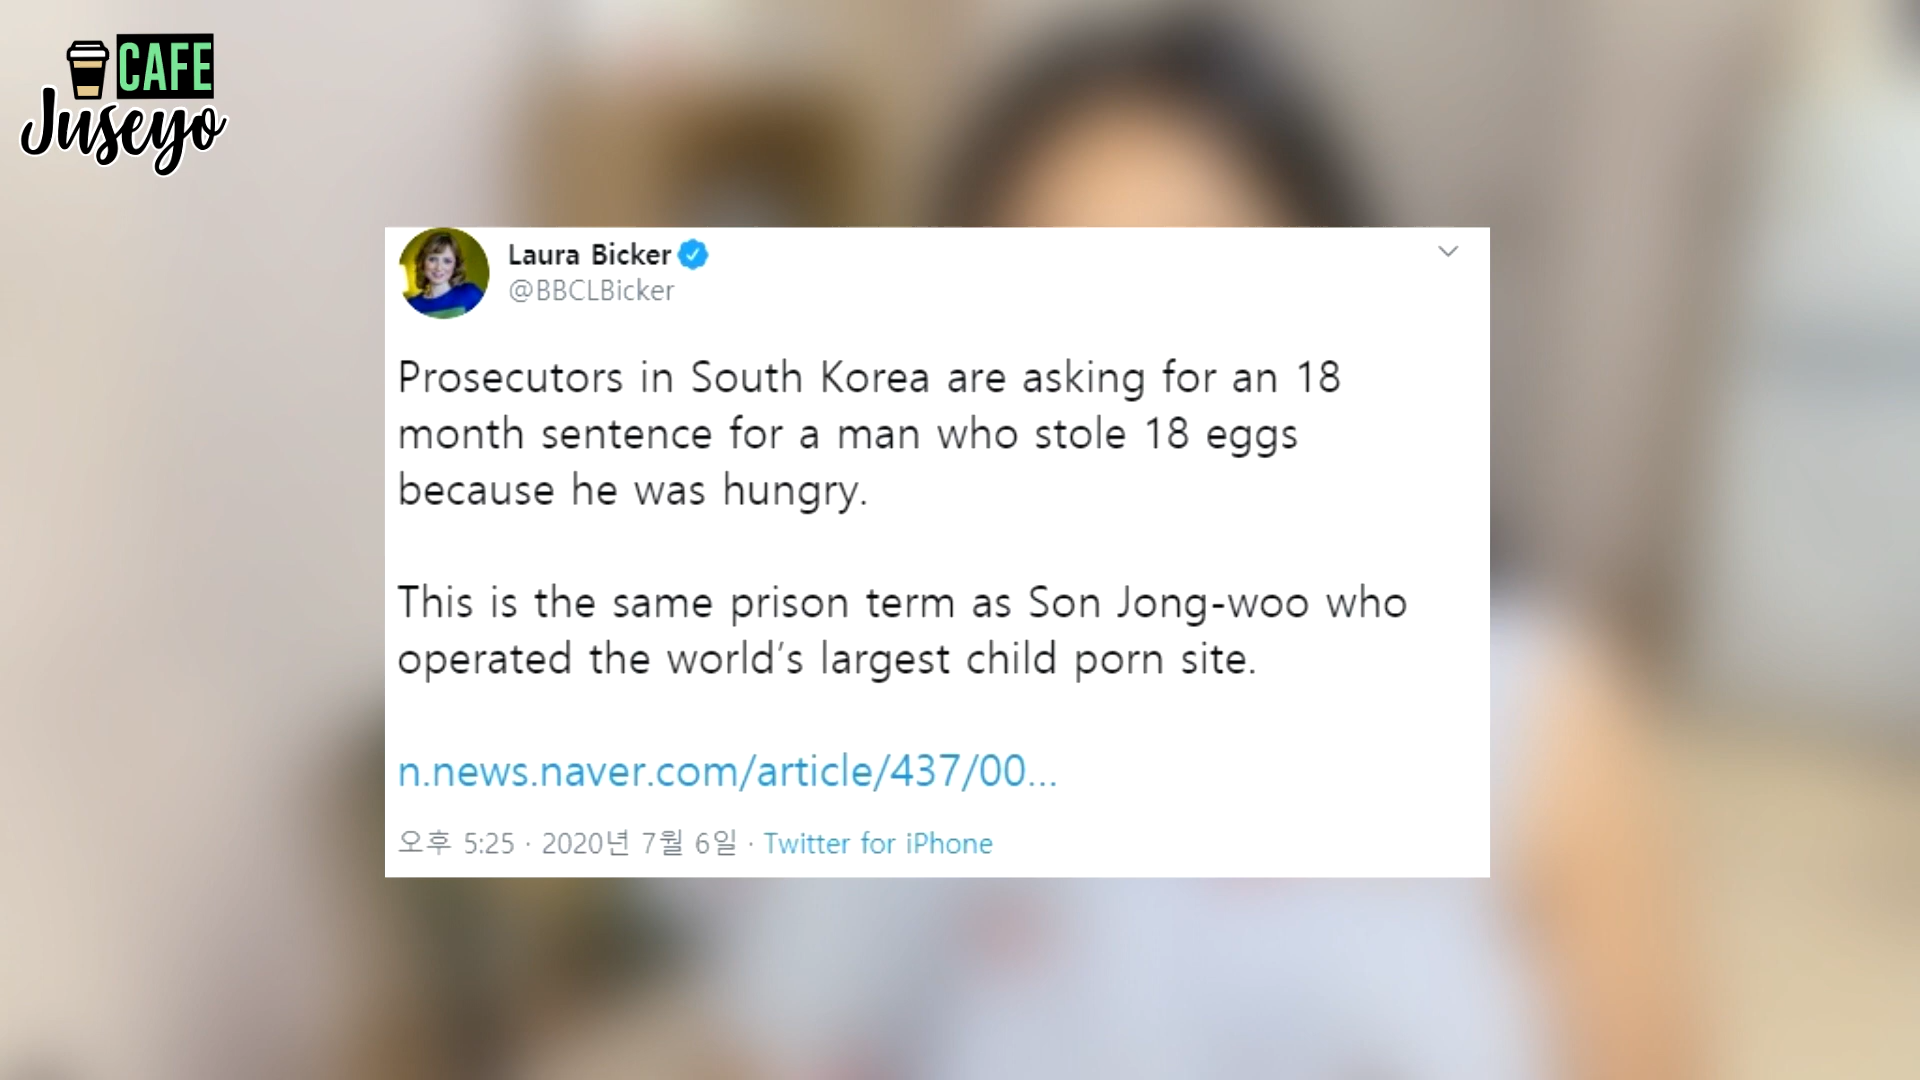 CAFE
Juseyo
Laura Bicker
@BBCLBicker
Prosecutors in South Korea are asking for an 18
month sentence for a man who stole 18 eggs
because he was hungry.
This is the same prison term as Son Jong-woo who
operated the world's largest child porn site.
n.news.naver.com/article/437/00...
오후 5:25 · 2020년 7월 6일 · Twitter for iPhone